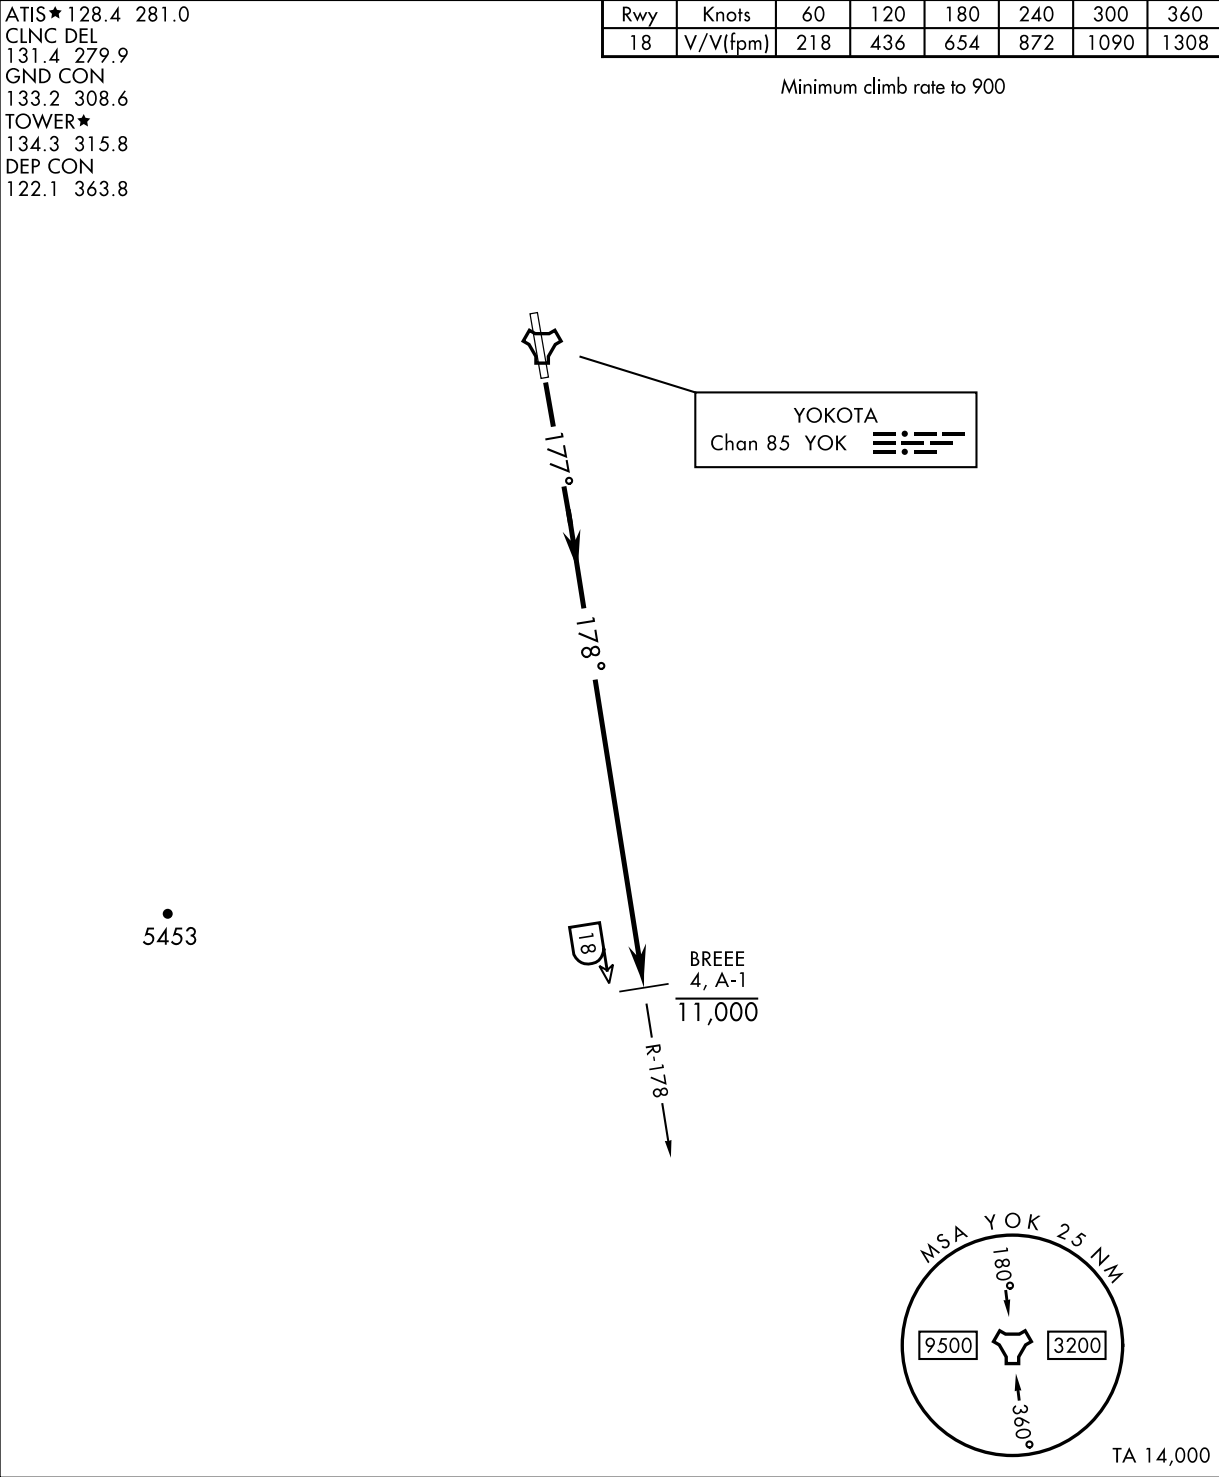 ATIS★ 128.4 281.0
CLNC DEL
131.4 279.9
GND CON
133.2 308.6
TOWER★
134.3 315.8
DEP CON
122.1 363.8
Rwy Knots 60 120 180 240 300 360
18 V/V(fpm) 218 436 654 872 1090 1308
Minimum climb rate to 900
YOKOTA
Chan 85 YOK
177°
178°
5453
18
BREEE
4, A-1
11,000
R-178
MSA YOK 25 NM
180°
9500 3200
360°
TA 14,000